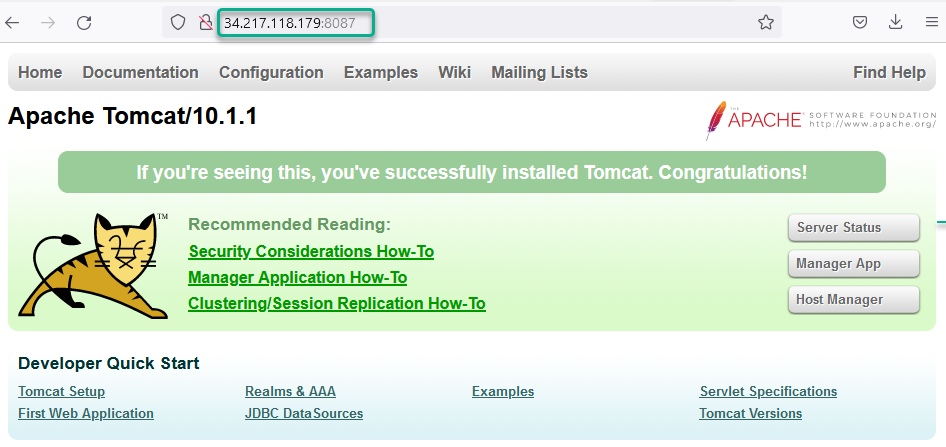 34.217.118.179:8087
Home Documentation Configuration Examples Wiki Mailing Lists Find Help
Apache Tomcat/10.1.1
THE APACHE® SOFTWARE FOUNDATION
http://www.apache.org/
If you're seeing this, you've successfully installed Tomcat. Congratulations!
TM
Recommended Reading:
Security Considerations How-To
Manager Application How-To
Clustering/Session Replication How-To
Server Status
Manager App
Host Manager
Developer Quick Start
Tomcat Setup Realms & AAA Examples Servlet Specifications
First Web Application JDBC DataSources Tomcat Versions